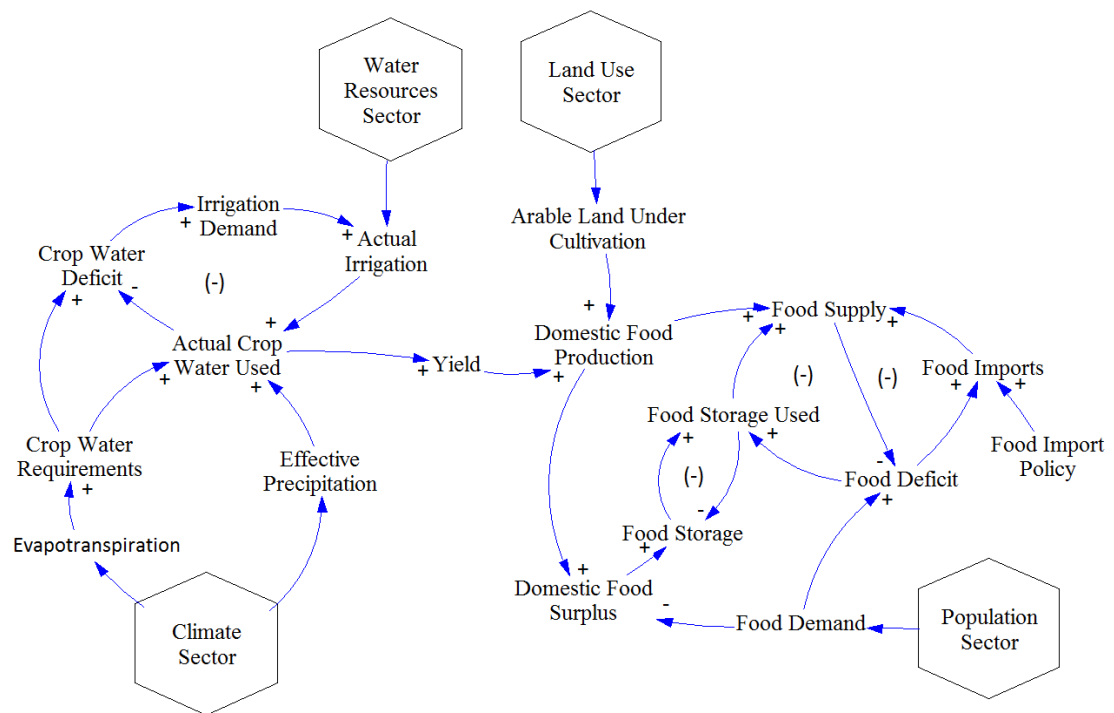 Water
Resources
Sector
Land Use
Sector
Irrigation
Demand
+
+
Actual
Irrigation
Arable Land Under
Cultivation
Crop Water
Deficit
+
-
(-)
+
Actual Crop
Water Used
+
+
+
Yield
+
Domestic Food
Production
+
+
Food Supply
+
+
+
(-)
(-)
Food Imports
+
+
Food Storage Used
+
+
(-)
Food Import
Policy
-
Food Deficit
+
Crop Water
Requirements
+
Effective
Precipitation
-
Food Storage
+
Evapotranspiration
+
Domestic Food
Surplus
-
Food Demand
Climate
Sector
Population
Sector